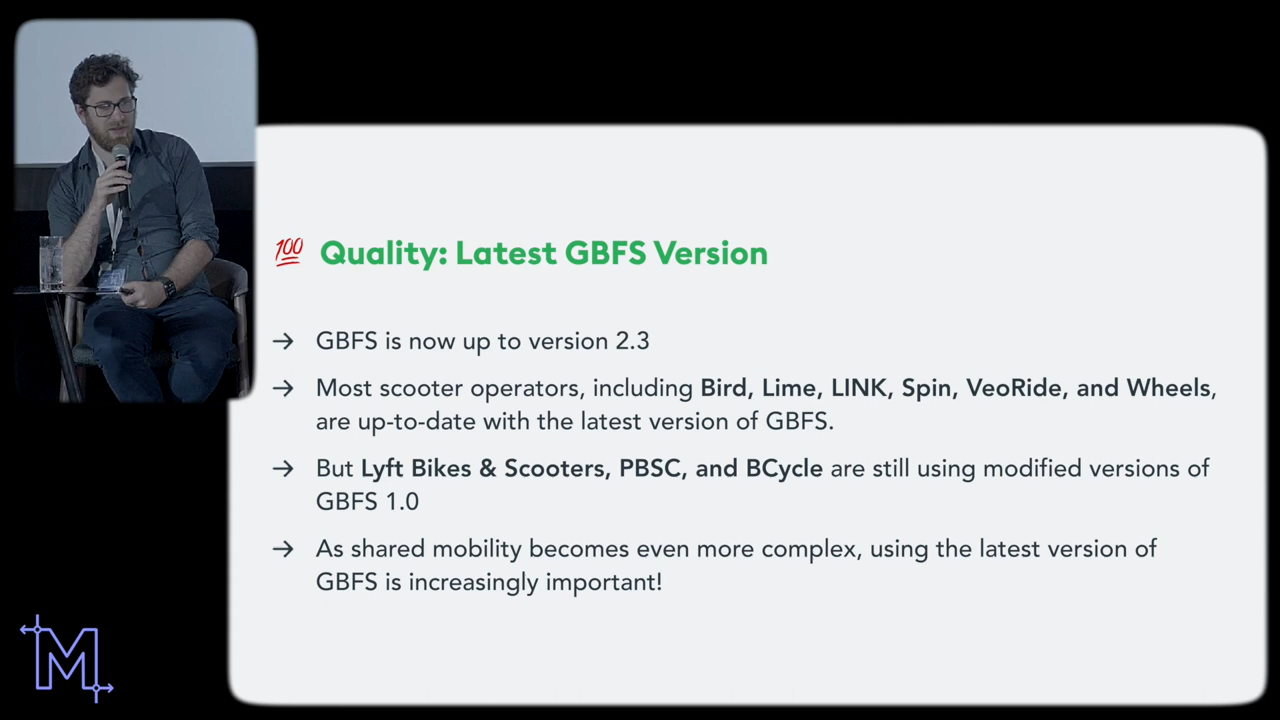 💯 Quality: Latest GBFS Version
→ GBFS is now up to version 2.3
→ Most scooter operators, including Bird, Lime, LINK, Spin, VeoRide, and Wheels,
are up-to-date with the latest version of GBFS.
→ But Lyft Bikes & Scooters, PBSC, and BCycle are still using modified versions of
GBFS 1.0
→ As shared mobility becomes even more complex, using the latest version of
GBFS is increasingly important!
M